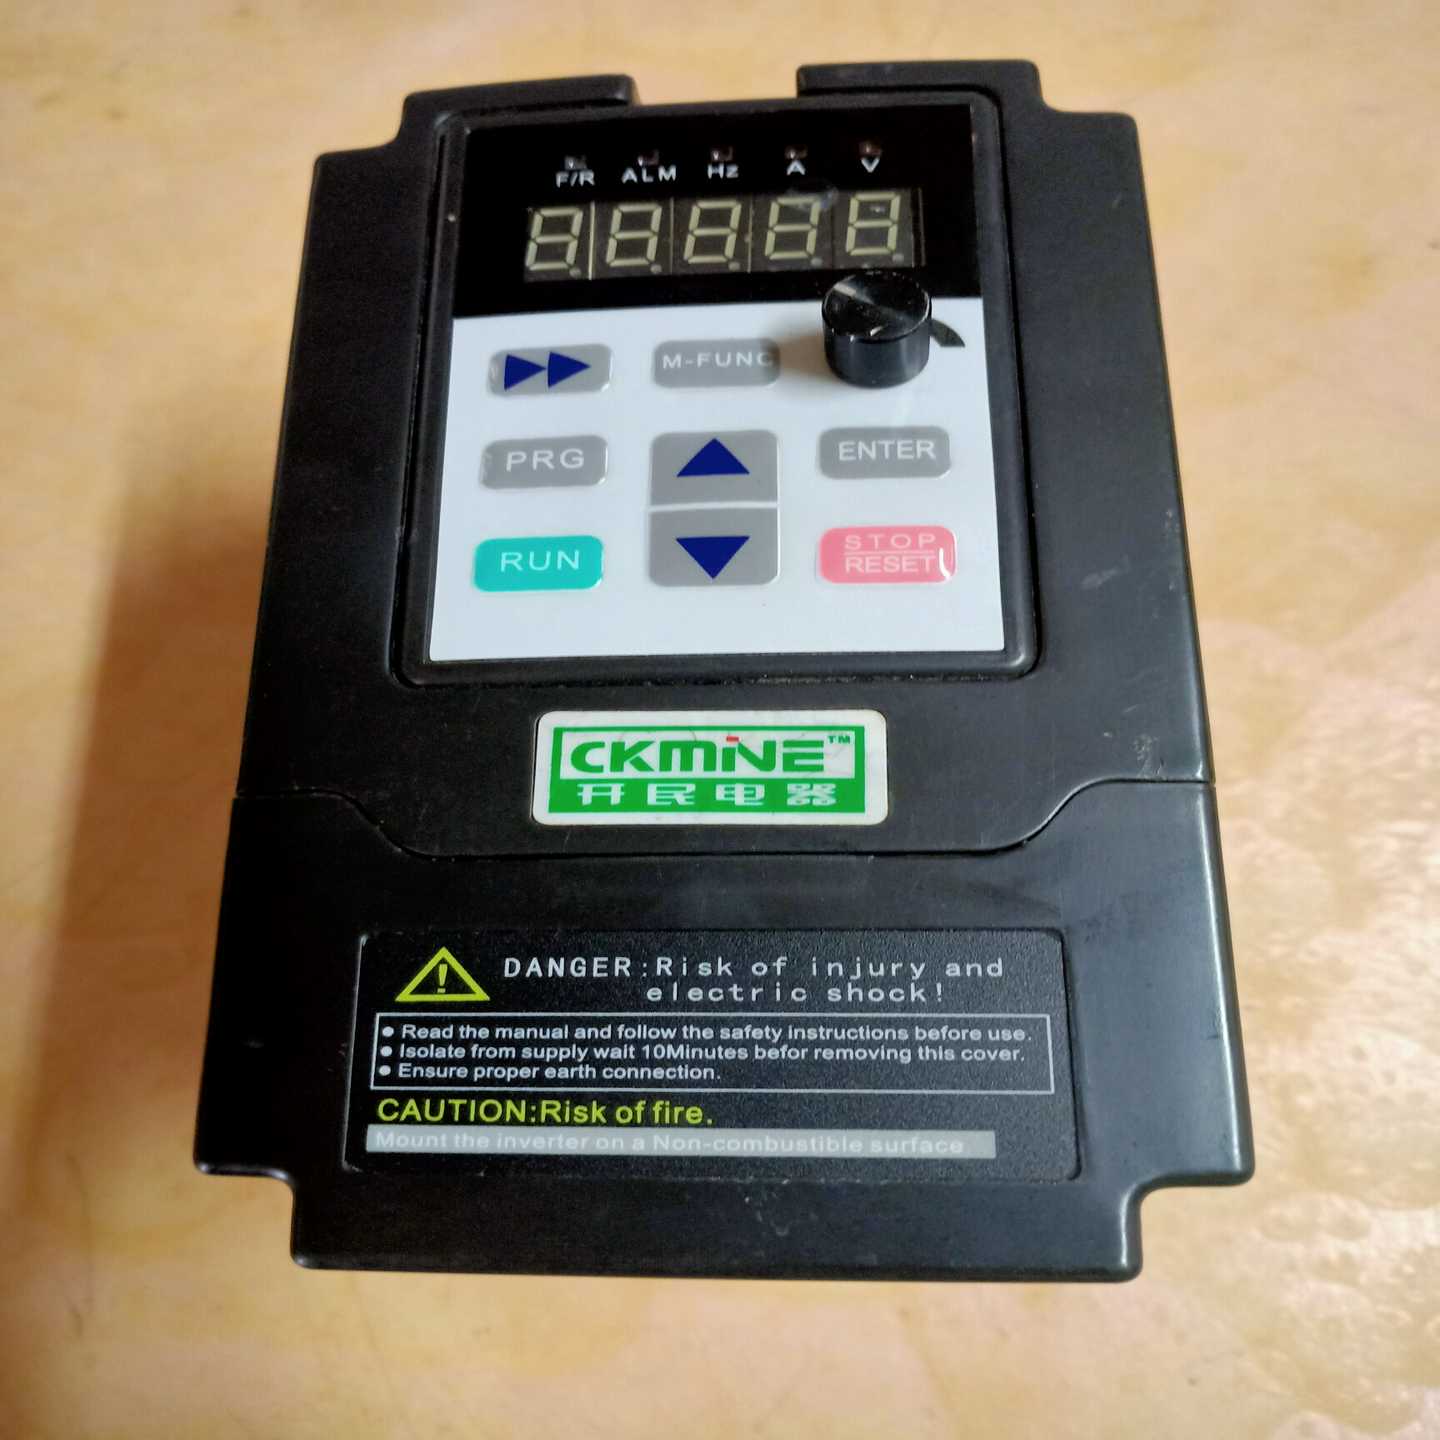 F/R ALM Hz A V
M-FUNC
PRG
ENTER
RUN
STOP
RESET
CKMINE™
开民电器
DANGER:Risk of injury and
electric shock!
Read the manual and follow the safety instructions before use.
Isolate from supply wait 10Minutes befor removing this cover.
Ensure proper earth connection.
CAUTION:Risk of fire.
Mount the inverter on a Non-combustible surface